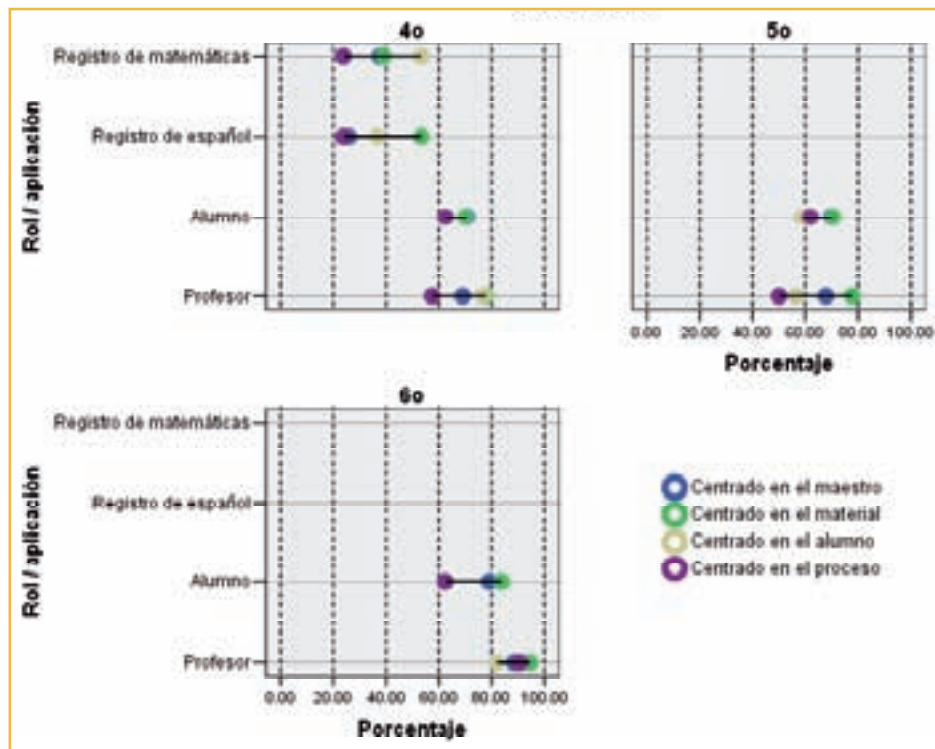 4o
5o
Registro de matemáticas
Registro de español
Alumno
Profesor
Rol / aplicación
0.00 20.00 40.00 60.00 80.00 100.00
Porcentaje
6o
Registro de matemáticas
Registro de español
Alumno
Profesor
Rol / aplicación
0.00 20.00 40.00 60.00 80.00 100.00
Porcentaje
Centrado en el maestro
Centrado en el material
Centrado en el alumno
Centrado en el proceso